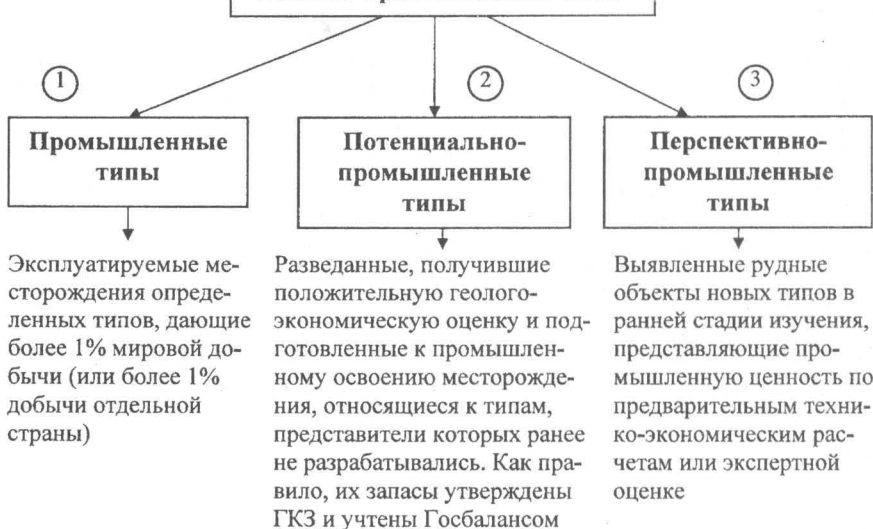 1
2
3
Промышленные
типы
Потенциально-
промышленные
типы
Перспективно-
промышленные
типы
Эксплуатируемые ме-
сторождения опреде-
ленных типов, дающие
более 1% мировой до-
бычи (или более 1%
добычи отдельной
страны)
Разведанные, получившие
положительную геолого-
экономическую оценку и под-
готовленные к промышлен-
ному освоению месторожде-
ния, относящиеся к типам,
представители которых ранее
не разрабатывались. Как пра-
вило, их запасы утверждены
ГКЗ и учтены Госбалансом
Выявленные рудные
объекты новых типов в
ранней стадии изучения,
представляющие про-
мышленную ценность по
предварительным техни-
ко-экономическим рас-
четам или экспертной
оценке